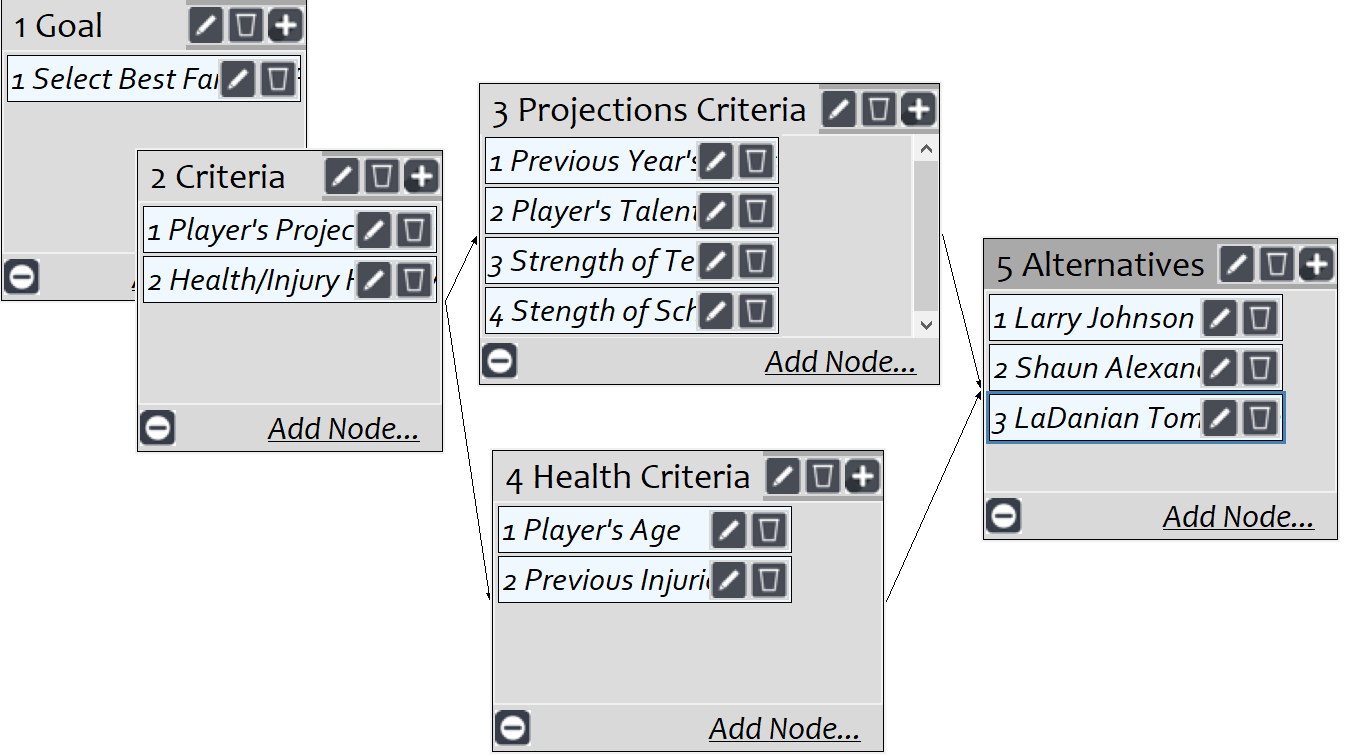 1 Goal
1 Select Best Fa
2 Criteria
1 Player's Projec
2 Health/Injury
Add Node...
3 Projections Criteria
1 Previous Year's
2 Player's Talent
3 Strength of Te
4 Stength of Sch
Add Node...
4 Health Criteria
1 Player's Age
2 Previous Injuri
Add Node...
5 Alternatives
1 Larry Johnson
2 Shaun Alexan
3 LaDanian Tom
Add Node...